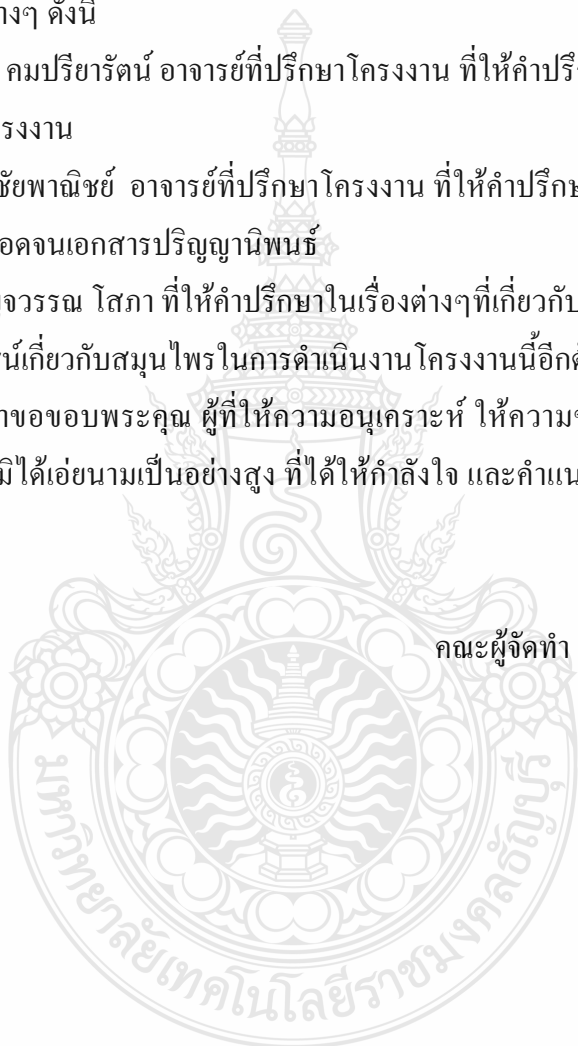 างๆ ดังนี้
คมปรียารัตน์ อาจารย์ที่ปรึกษาโครงงาน ที่ให้คำปรึก
รงงาน
ชัยพาณิชย์ อาจารย์ที่ปรึกษาโครงงาน ที่ให้คำปรึกษ
อดจนเอกสารปริญญานิพนธ์
จวรรณ โสภา ที่ให้คำปรึกษาในเรื่องต่างๆที่เกี่ยวกับ
น์เกี่ยวกับสมุนไพรในการดำเนินงานโครงงานนี้อีกด้
าขอขอบพระคุณ ผู้ที่ให้ความอนุเคราะห์ ให้ความช
มิได้เอ่ยนามเป็นอย่างสูง ที่ได้ให้กำลังใจ และคำแน
คณะผู้จัดทำ
มหาวิทยาลัยเทคโนโลยีราชมงคลธัญบุรี